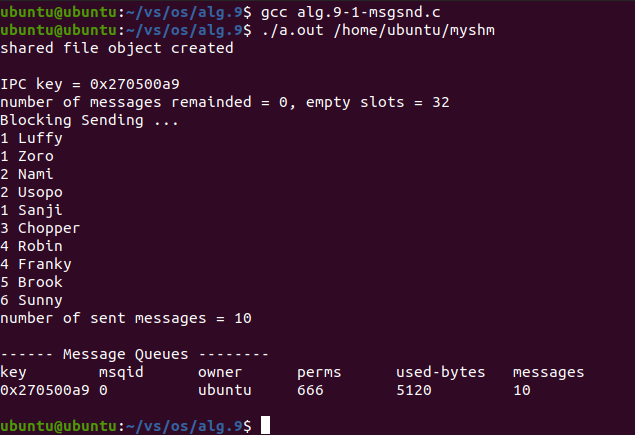 ubuntu@ubuntu:~/vs/os/alg.9$ gcc alg.9-1-msgsnd.c
ubuntu@ubuntu:~/vs/os/alg.9$ ./a.out /home/ubuntu/myshm
shared file object created

IPC key = 0x270500a9
number of messages remainded = 0, empty slots = 32
Blocking Sending ...
1 Luffy
1 Zoro
2 Nami
2 Usopo
1 Sanji
3 Chopper
4 Robin
4 Franky
5 Brook
6 Sunny
number of sent messages = 10

------ Message Queues --------
key        msqid      owner      perms      used-bytes   messages
0x270500a9 0          ubuntu     666        5120         10

ubuntu@ubuntu:~/vs/os/alg.9$